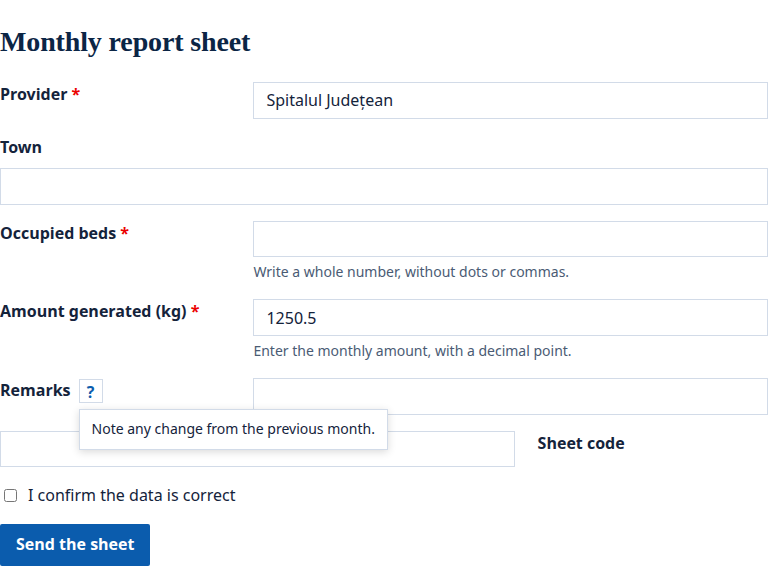 Monthly report sheet
Provider *
Spitalul Județean
Town
Occupied beds *
Write a whole number, without dots or commas.
Amount generated (kg) *
1250.5
Enter the monthly amount, with a decimal point.
Remarks ?
Note any change from the previous month.
Sheet code
I confirm the data is correct
Send the sheet